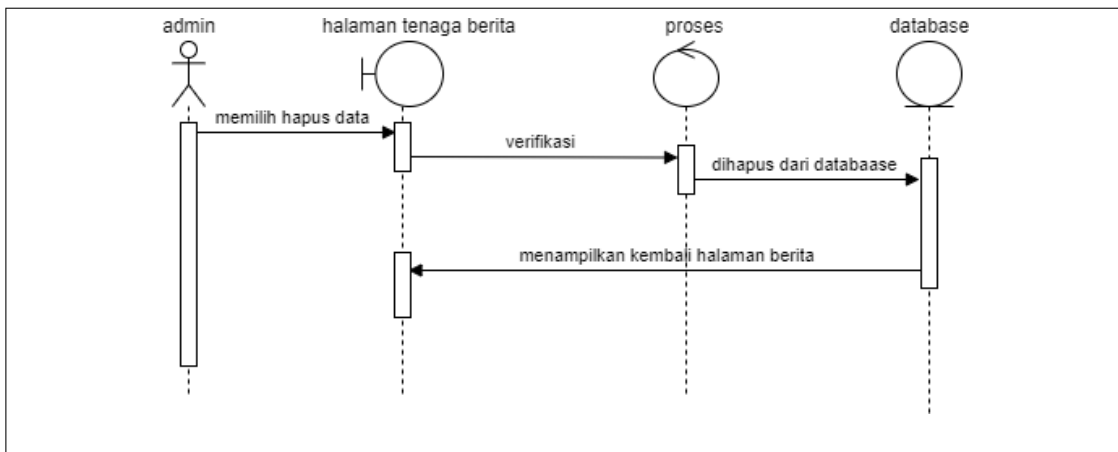 admin
halaman tenaga berita
proses
database
memilih hapus data
verifikasi
dihapus dari databaase
menampilkan kembali halaman berita